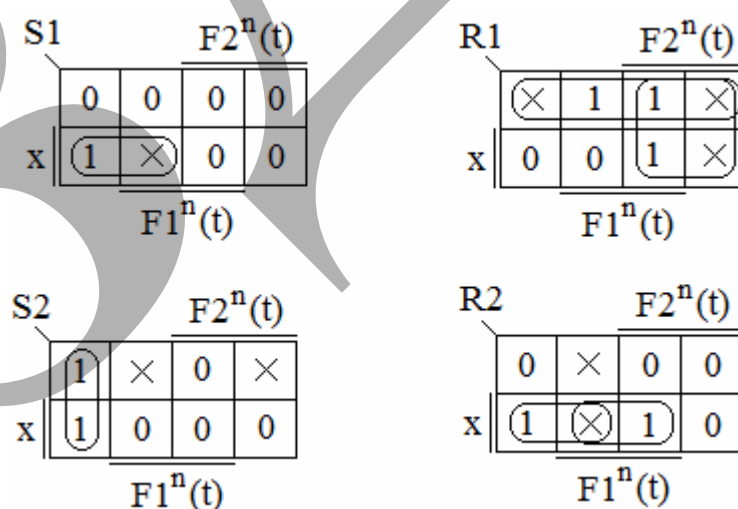 S1 F2ⁿ(t)
0 0 0 0
x 1 × 0 0
F1ⁿ(t)
R1 F2ⁿ(t)
× 1 1 ×
x 0 0 1 ×
F1ⁿ(t)
S2 F2ⁿ(t)
1 × 0 ×
x 1 0 0 0
F1ⁿ(t)
R2 F2ⁿ(t)
0 × 0 0
x 1 × 1 0
F1ⁿ(t)